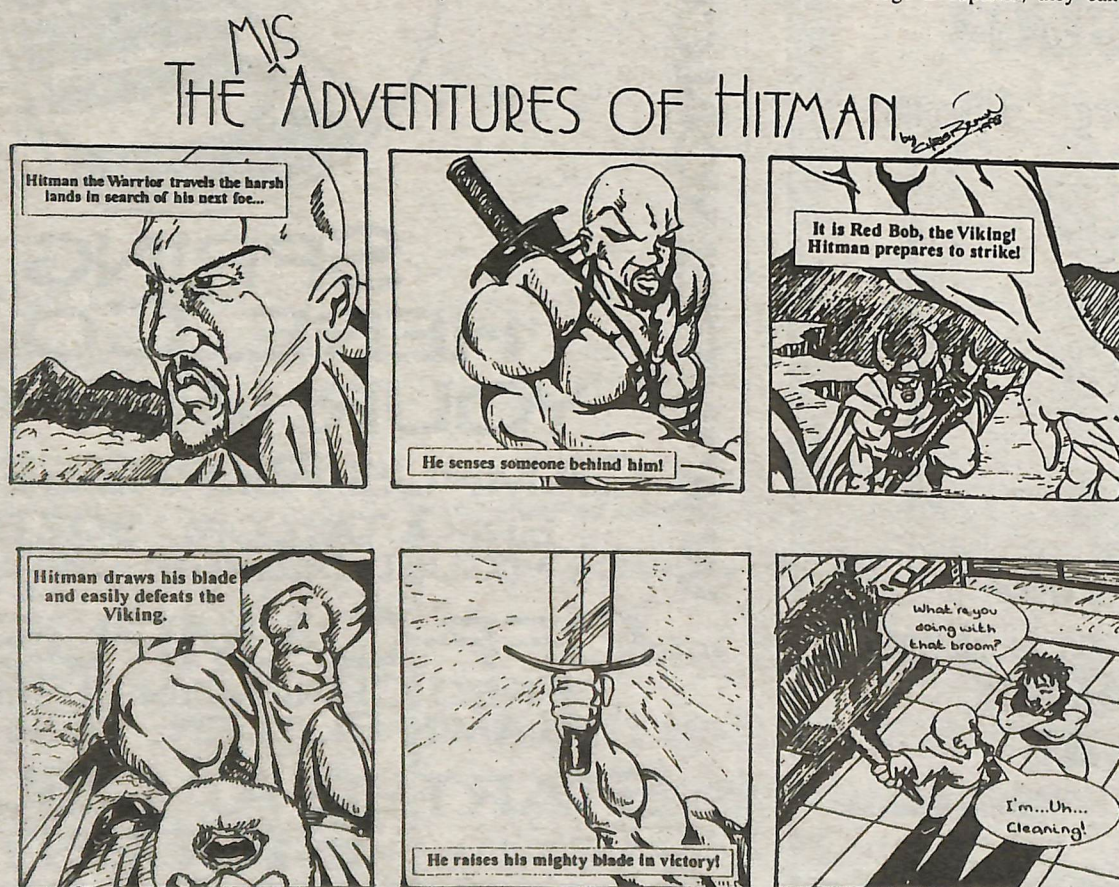 MIS
THE ADVENTURES OF HITMAN
by
Hitman the Warrior travels the harsh
lands in search of his next foe...
He senses someone behind him!
It is Red Bob, the Viking!
Hitman prepares to strike!
Hitman draws his blade
and easily defeats the
Viking.
He raises his mighty blade in victory!
What're you
doing with
that broom?
I'm...Uh...
Cleaning!